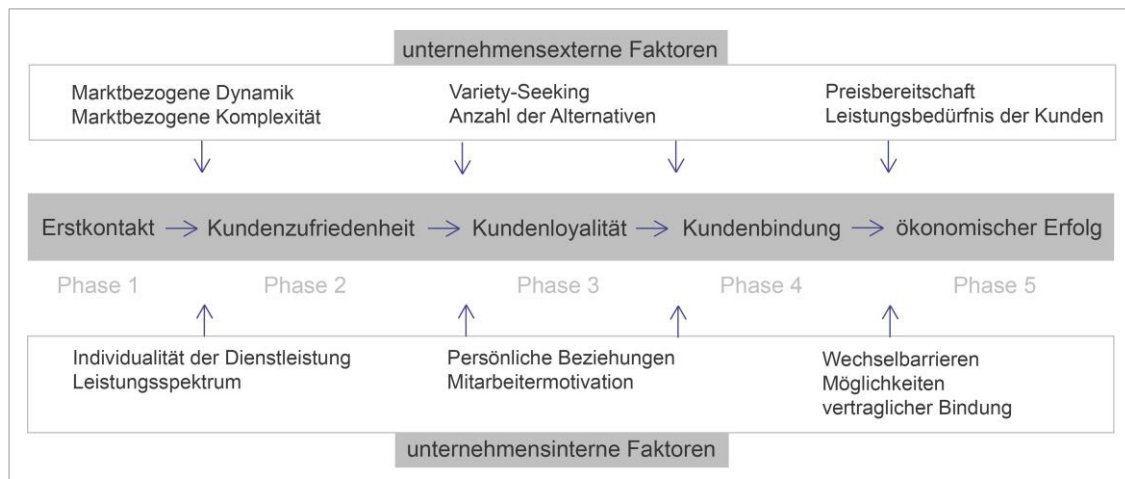 unternehmensexterne Faktoren
Marktbezogene Dynamik
Marktbezogene Komplexität
Variety-Seeking
Anzahl der Alternativen
Preisbereitschaft
Leistungsbedürfnis der Kunden
Erstkontakt Kundenzufriedenheit Kundenloyalität Kundenbindung ökonomischer Erfolg
Phase 1 Phase 2 Phase 3 Phase 4 Phase 5
Individualität der Dienstleistung
Leistungsspektrum
Persönliche Beziehungen
Mitarbeitermotivation
Wechselbarrieren
Möglichkeiten
vertraglicher Bindung
unternehmensinterne Faktoren